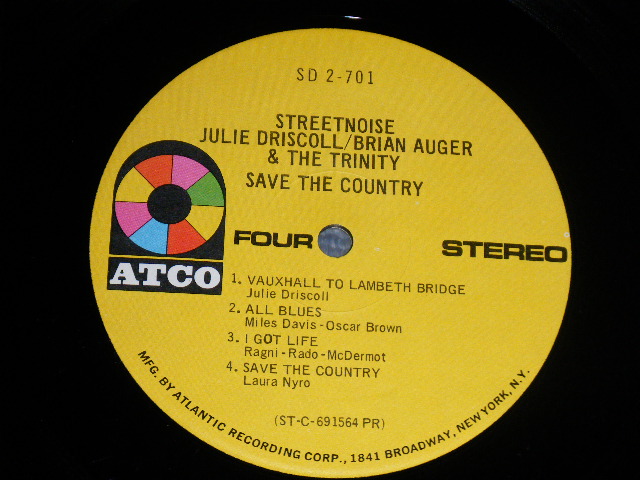 SD 2-701
STREETNOISE
JULIE DRISCOLL/BRIAN AUGER
& THE TRINITY
SAVE THE COUNTRY
ATCO
FOUR
STEREO
1. VAUXHALL TO LAMBETH BRIDGE
Julie Driscoll
2. ALL BLUES
Miles Davis - Oscar Brown
3. I GOT LIFE
Ragni - Rado - McDermot
4. SAVE THE COUNTRY
Laura Nyro
(ST-C-691564 PR)
MFG. BY ATLANTIC RECORDING CORP., 1841 BROADWAY, NEW YORK, N.Y.